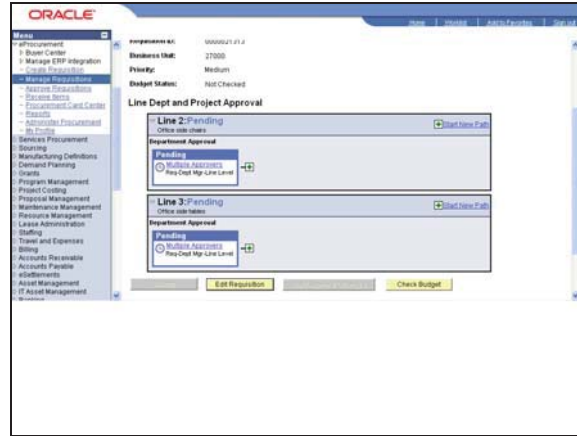 ORACLE
Home | Worklist | Add to Favorites | Sign out
Menu
eProcurement
Buyer Center
Manage ERP Integration
Create Requisition
Manage Requisitions
Approve Requisitions
Receive Items
Procurement Card Center
Reports
Administer Procurement
My Profile
Services Procurement
Sourcing
Manufacturing Definitions
Demand Planning
Grants
Program Management
Project Costing
Proposal Management
Maintenance Management
Resource Management
Lease Administration
Staffing
Travel and Expenses
Billing
Accounts Receivable
Accounts Payable
eSettlements
Asset Management
IT Asset Management
Requisition ID:
Business Unit: 37000
Priority: Medium
Budget Status: Not Checked
Line Dept and Project Approval
Line 2:Pending
Start New Path
Office side chairs
Department Approval
Pending
Multiple Approvers
Req-Dept Mgr-Line Level
Line 3:Pending
Start New Path
Office side tables
Department Approval
Pending
Multiple Approvers
Req-Dept Mgr-Line Level
Edit Requisition
Check Budget